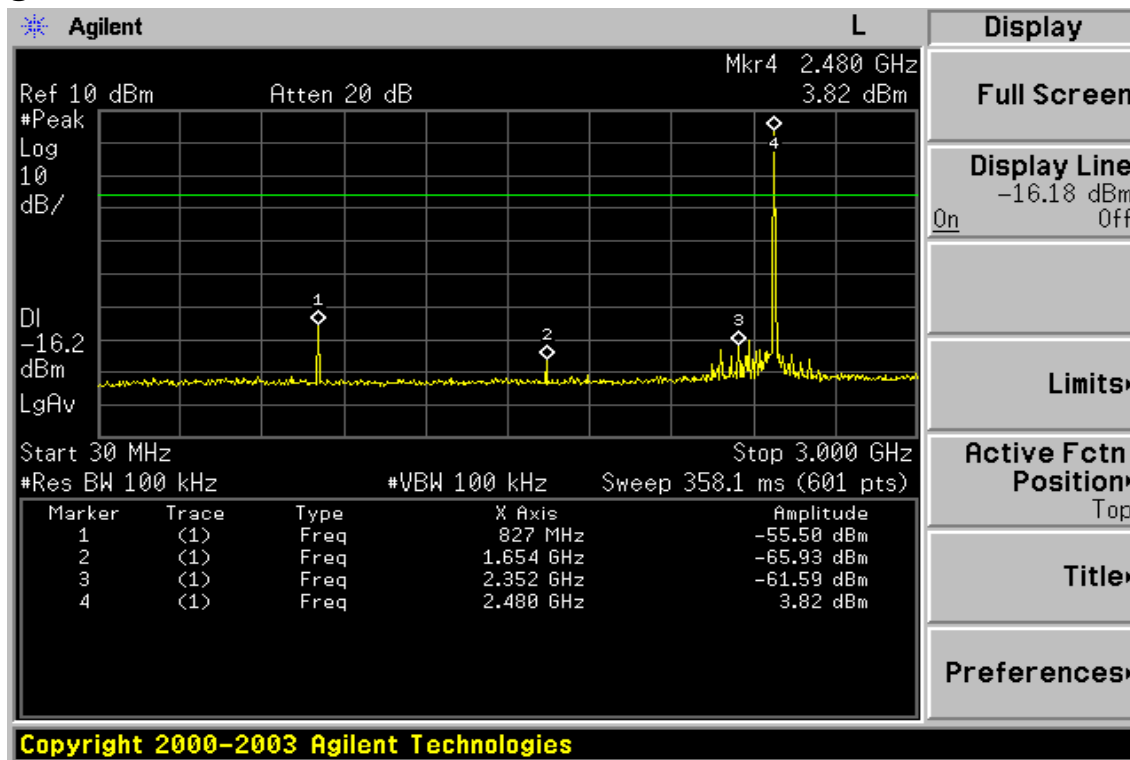 Agilent L
Mkr4 2.480 GHz
Ref 10 dBm Atten 20 dB 3.82 dBm
#Peak
Log
10
dB/
DI
-16.2
dBm
LgAv
1
2
3
4
Start 30 MHz Stop 3.000 GHz
#Res BW 100 kHz #VBW 100 kHz Sweep 358.1 ms (601 pts)
Marker Trace Type X Axis Amplitude
1 (1) Freq 827 MHz -55.50 dBm
2 (1) Freq 1.654 GHz -65.93 dBm
3 (1) Freq 2.352 GHz -61.59 dBm
4 (1) Freq 2.480 GHz 3.82 dBm
Display
Full Screen
Display Line
-16.18 dBm
On Off
Limits
Active Fctn
Position
Top
Title
Preferences
Copyright 2000-2003 Agilent Technologies